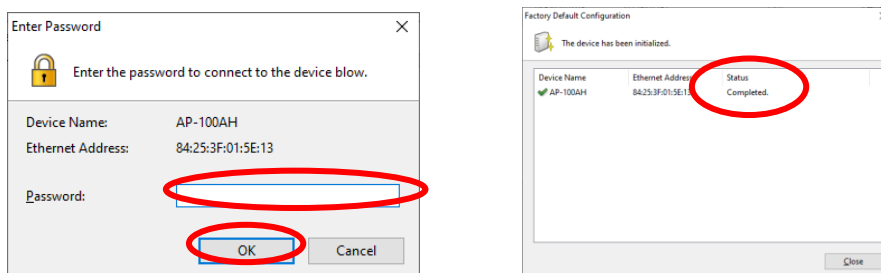 Enter Password
Enter the password to connect to the device blow.
Device Name: AP-100AH
Ethernet Address: 84:25:3F:01:5E:13
Password:
OK Cancel
Factory Default Configuration
The device has been initialized.
Device Name Ethernet Address Status
AP-100AH 84:25:3F:01:5E:13 Completed.
Close